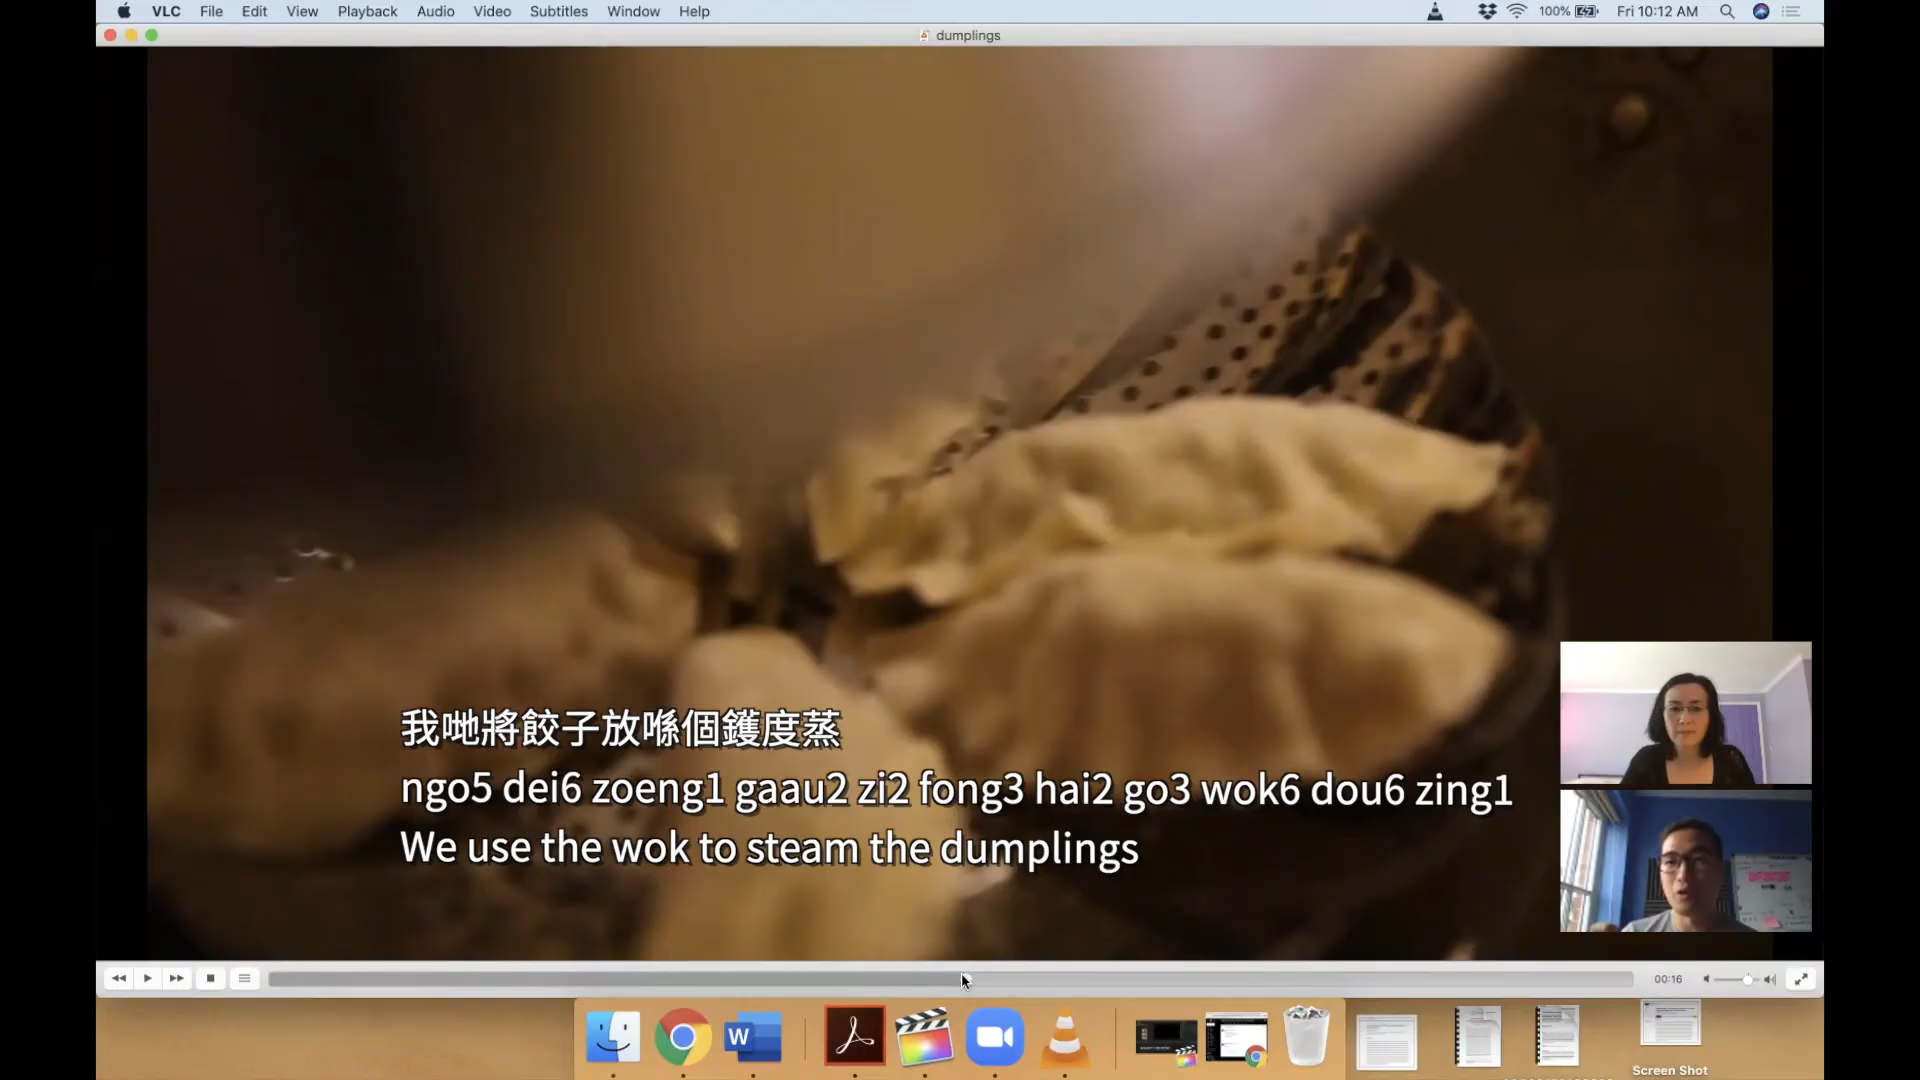 VLC File Edit View Playback Audio Video Subtitles Window Help 100% Fri 10:12 AM
dumplings
我哋將餃子放喺個鑊度蒸
ngo5 dei6 zoeng1 gaau2 zi2 fong3 hai2 go3 wok6 dou6 zing1
We use the wok to steam the dumplings
00:16
W
Screen Shot